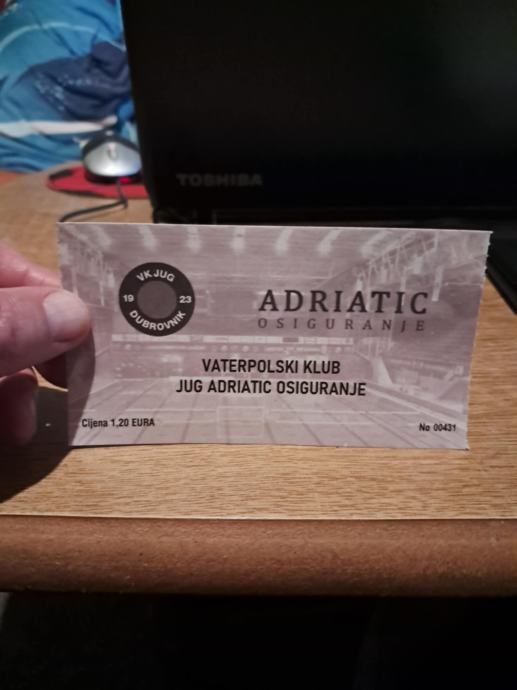 TOSHIBA
VK JUG
19 23
DUBROVNIK
ADRIATIC
OSIGURANJE
VATERPOLSKI KLUB
JUG ADRIATIC OSIGURANJE
Cijena 1,20 EURA
No 00431